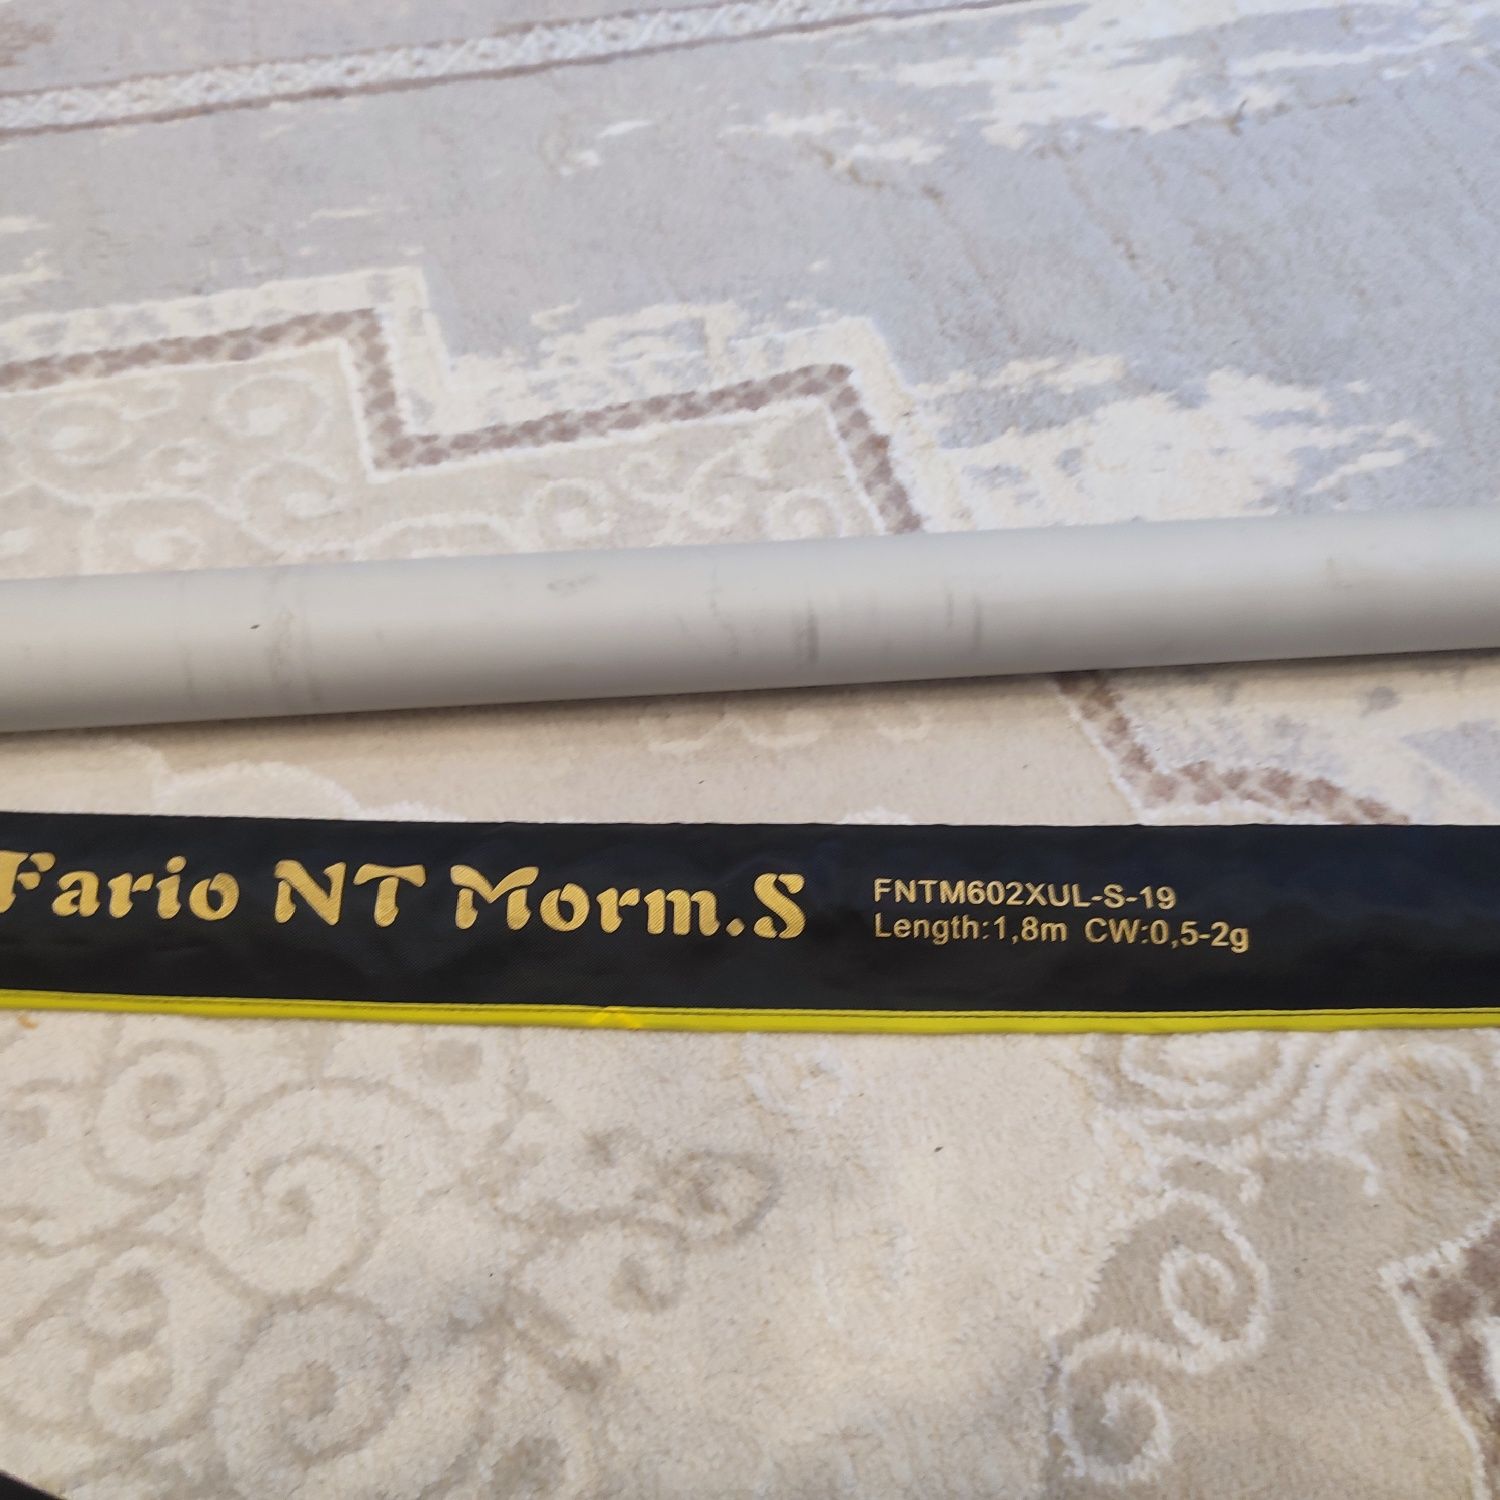 Fario NT Morm.S
FNTM602XUL-S-19
Length:1,8m CW:0,5-2g